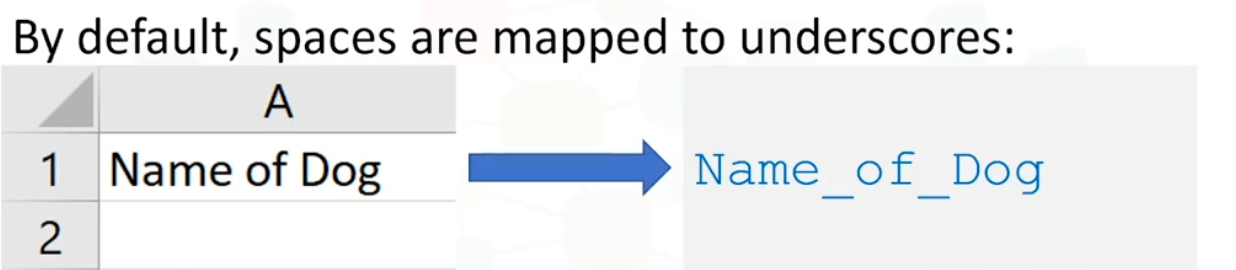 By default, spaces are mapped to underscores:
A
1 Name of Dog Name_of_Dog
2